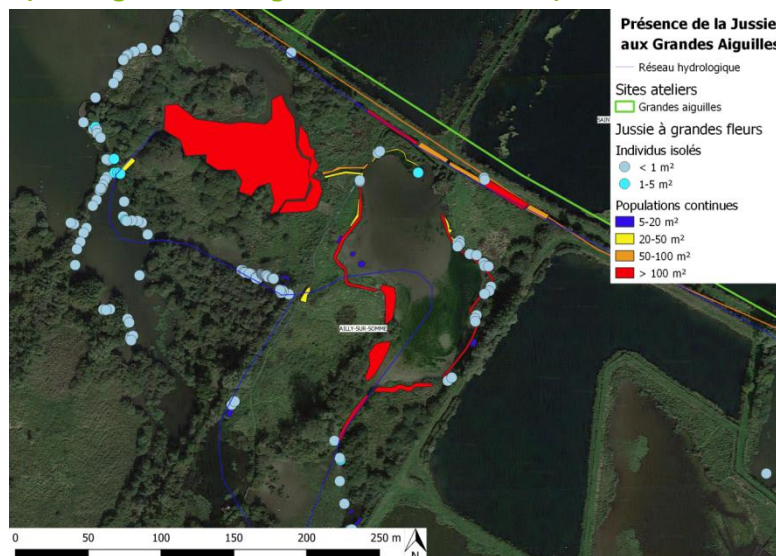 Présence de la Jussie
aux Grandes Aiguilles
Réseau hydrologique
Sites ateliers
Grandes aiguilles
Jussie à grandes fleurs
Individus isolés
< 1 m²
1-5 m²
Populations continues
5-20 m²
20-50 m²
50-100 m²
> 100 m²
SAIN
AILLY-SUR-SOMME
0 50 100 150 200 250 m
N